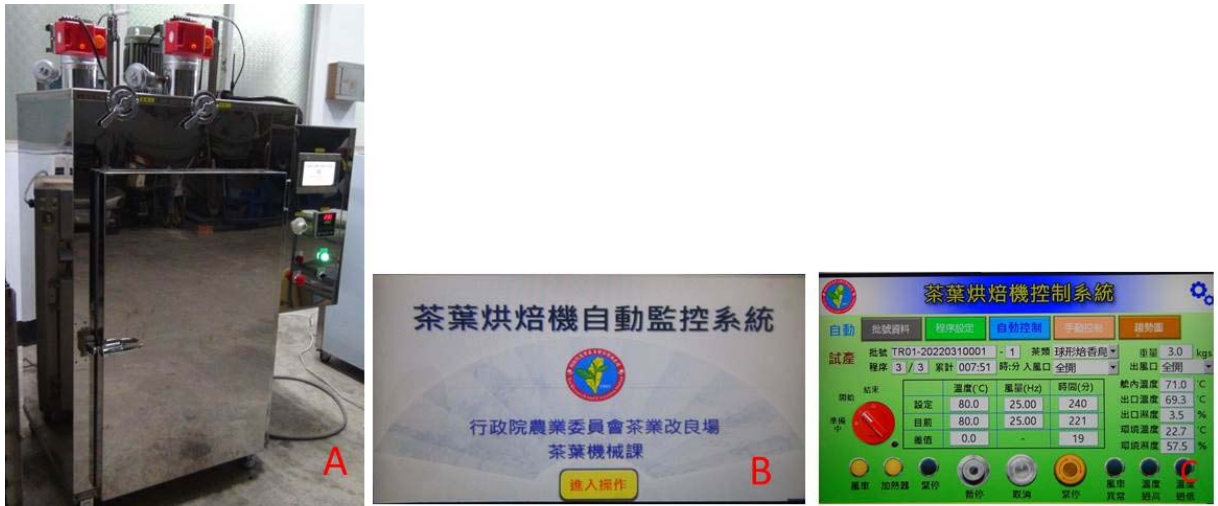 A
茶葉烘焙機自動監控系統
行政院農業委員會茶業改良場
茶葉機械課
進入操作
B
茶葉烘焙機控制系統
自動 批號資料 程序設定 自動控制 手動控制 趨勢圖
試產 批號 TR01-20220310001 - 1 茶類 球形焙香烏 重量 3.0 kgs
程序 3 / 3 累計 007:51 時:分 入風口 全開 出風口 全開
開始 結束 準備中
溫度(℃) 風量(Hz) 時間(分)
設定 80.0 25.00 240
目前 80.0 25.00 221
差值 0.0 - 19
艙內溫度 71.0 ℃
出口溫度 69.3 ℃
出口濕度 3.5 %
環境溫度 22.7 ℃
環境濕度 57.5 %
風車 加熱器 緊停 暫停 取消 緊停 風車異常 溫度過高 溫度過低
C